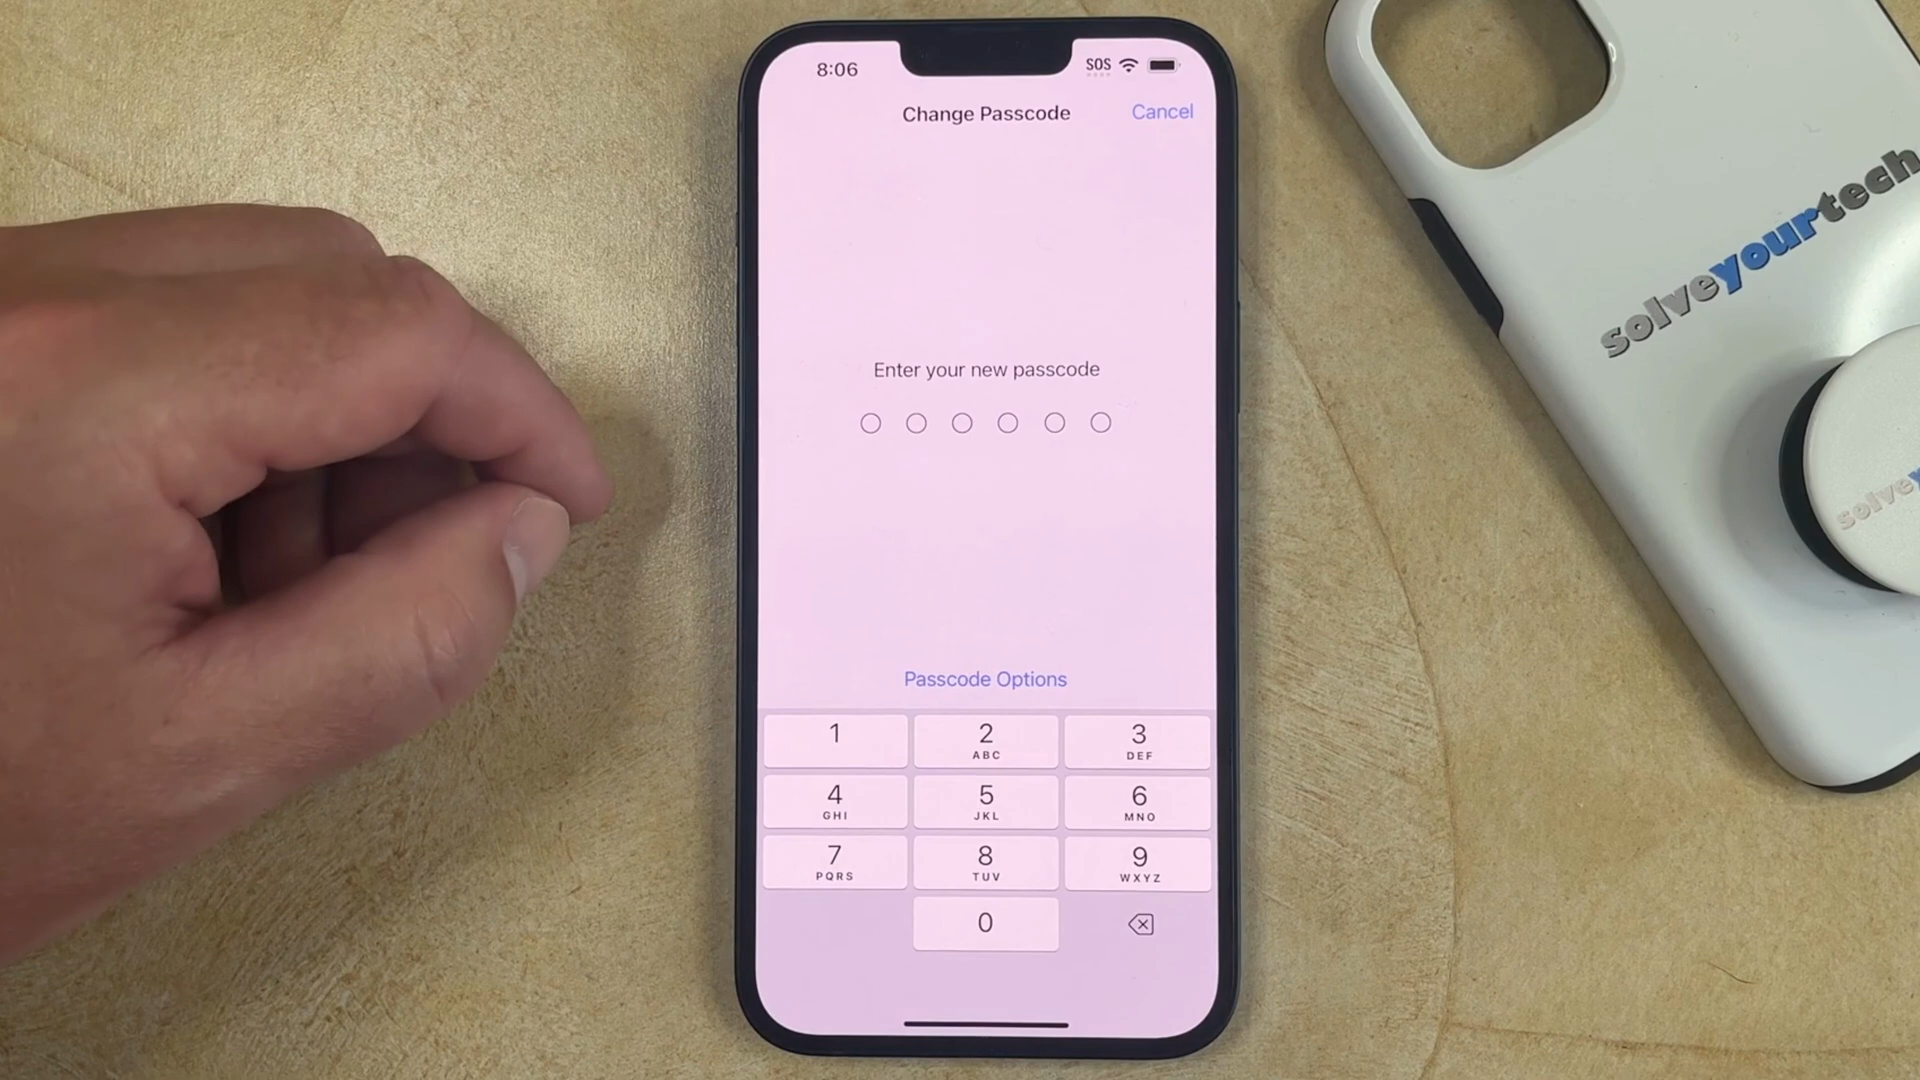 8:06
SOS
Change Passcode
Cancel
Enter your new passcode
Passcode Options
1
2
ABC
3
DEF
4
GHI
5
JKL
6
MNO
7
PQRS
8
TUV
9
WXYZ
0
solveyourtech
solvey